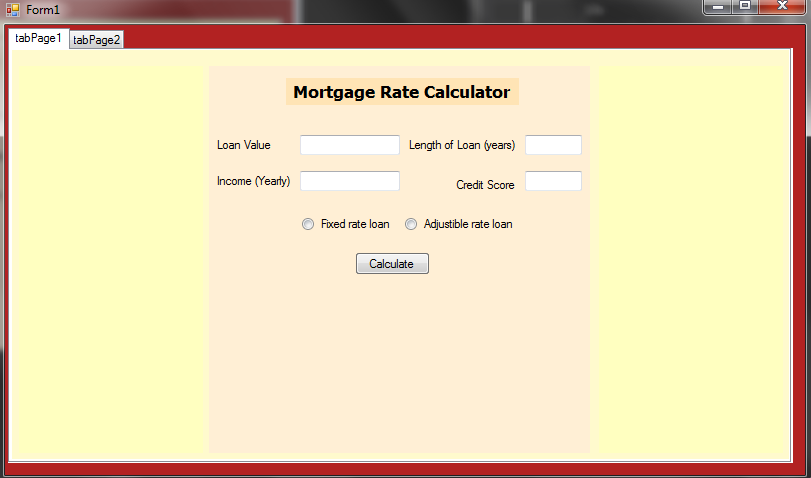 Form1
tabPage1 tabPage2
Mortgage Rate Calculator
Loan Value Length of Loan (years)
Income (Yearly) Credit Score
Fixed rate loan Adjustible rate loan
Calculate